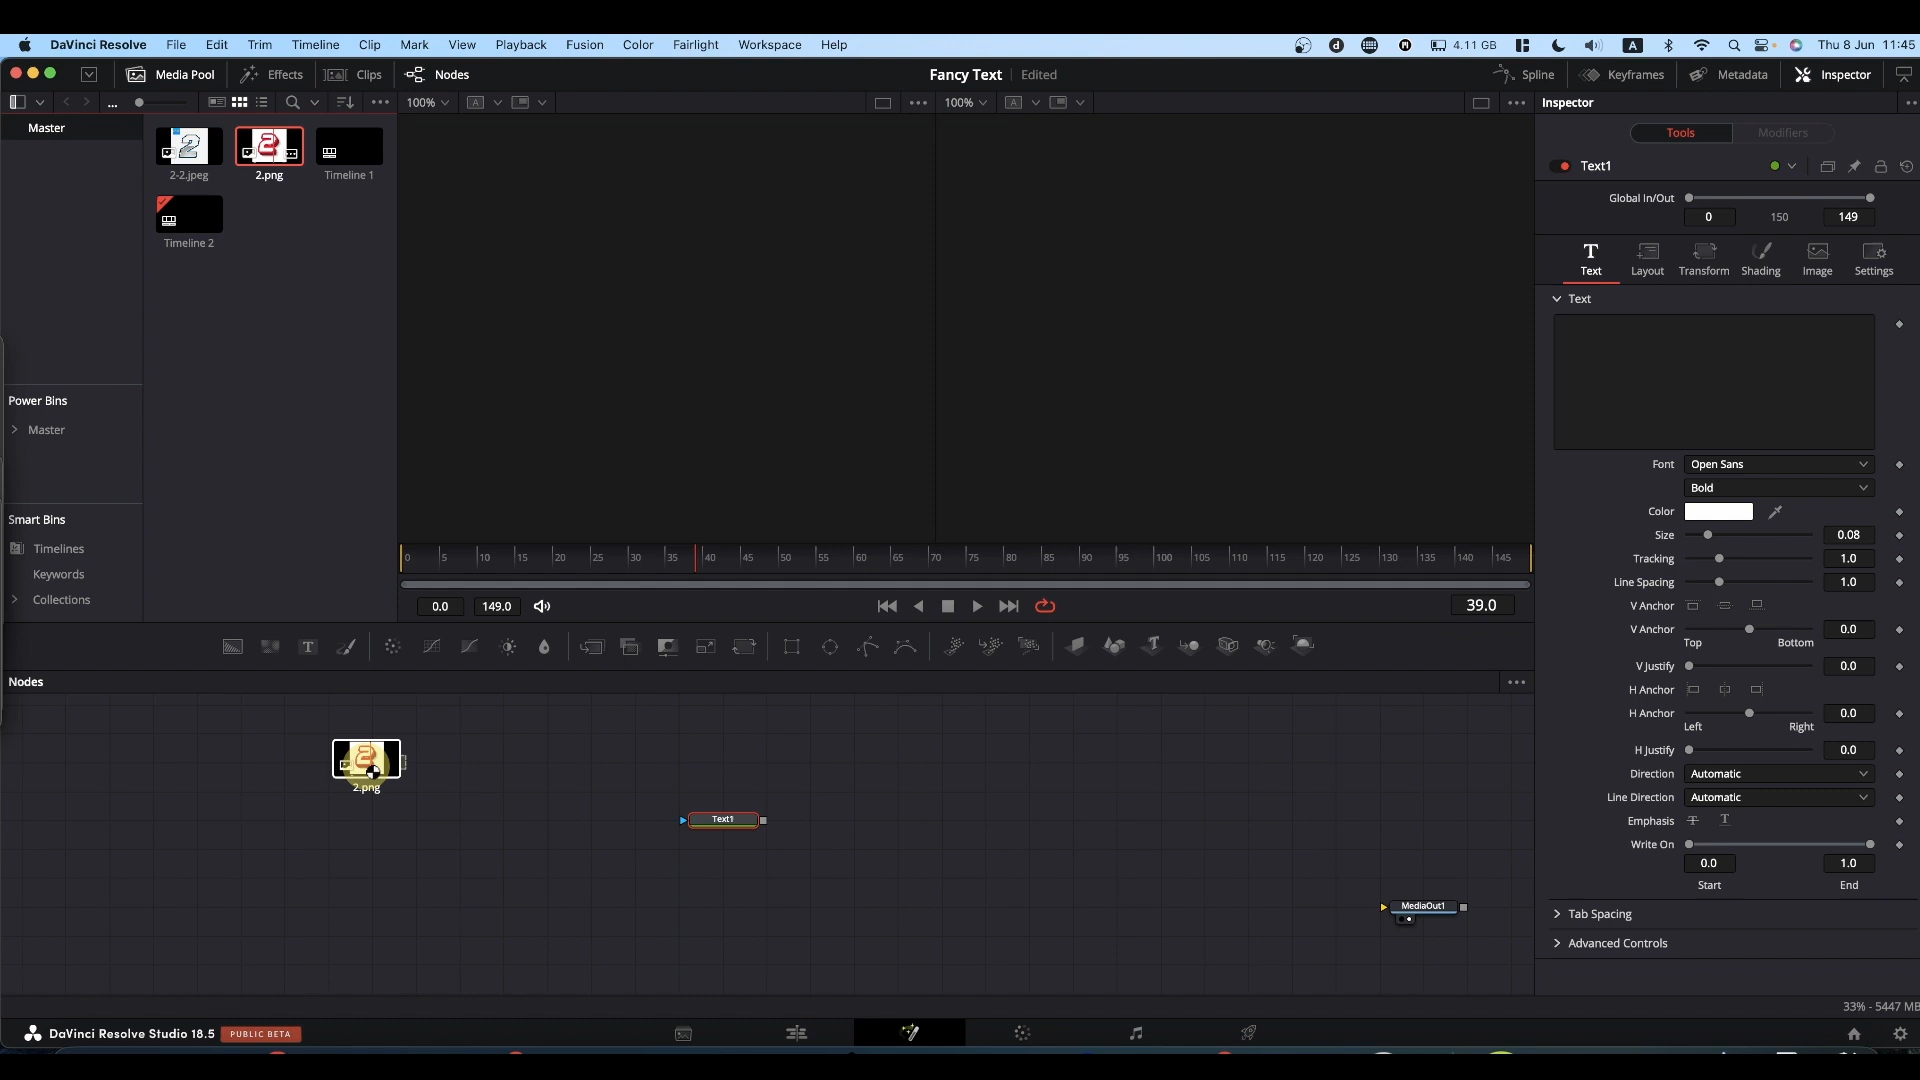 DaVinci Resolve File Edit Trim Timeline Clip Mark View Playback Fusion Color Fairlight Workspace Help 4.11 GB A Thu 8 Jun 11:45
Media Pool Effects Clips Nodes Fancy Text Edited Spline Keyframes Metadata Inspector
... 100% A 100% A Inspector
Master
2-2.jpeg 2.png Timeline 1
Timeline 2
Power Bins
Master
Smart Bins
Timelines
Keywords
Collections
0 5 10 15 20 25 30 35 40 45 50 55 60 65 70 75 80 85 90 95 100 105 110 115 120 125 130 135 140 145
0.0 149.0 39.0
Nodes
2.png
Text1
MediaOut1
Tools Modifiers
Text1
Global In/Out
0 150 149
Text Layout Transform Shading Image Settings
Text
Font Open Sans
Bold
Color
Size 0.08
Tracking 1.0
Line Spacing 1.0
V Anchor
V Anchor 0.0
Top Bottom
V Justify 0.0
H Anchor
H Anchor 0.0
Left Right
H Justify 0.0
Direction Automatic
Line Direction Automatic
Emphasis T T
Write On
0.0 1.0
Start End
Tab Spacing
Advanced Controls
33% - 5447 MB
DaVinci Resolve Studio 18.5 PUBLIC BETA